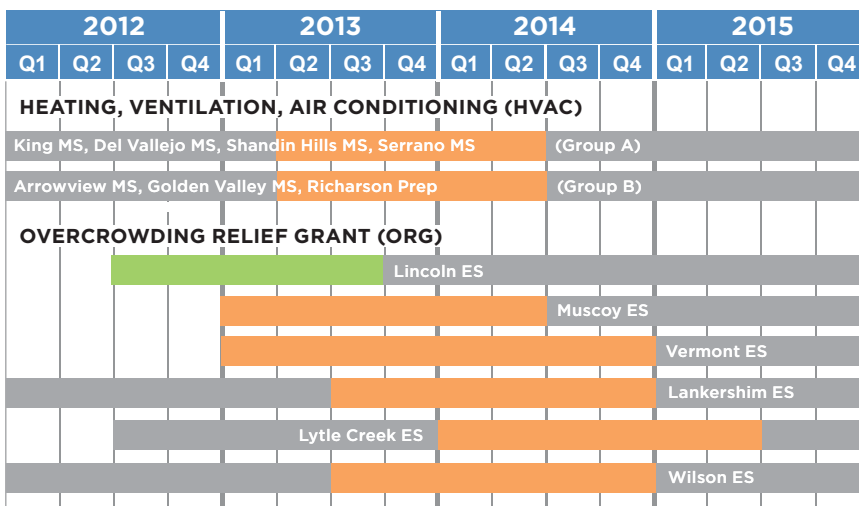 2012 2013 2014 2015
Q1 Q2 Q3 Q4 Q1 Q2 Q3 Q4 Q1 Q2 Q3 Q4 Q1 Q2 Q3 Q4
HEATING, VENTILATION, AIR CONDITIONING (HVAC)
King MS, Del Vallejo MS, Shandin Hills MS, Serrano MS (Group A)
Arrowview MS, Golden Valley MS, Richarson Prep (Group B)
OVERCROWDING RELIEF GRANT (ORG)
Lincoln ES
Muscoy ES
Vermont ES
Lankershim ES
Lytle Creek ES
Wilson ES